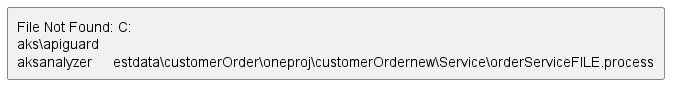 File Not Found: C:
aks\apiguard
aksanalyzer estdata\customerOrder\oneproj\customerOrdernew\Service\orderServiceFILE.process